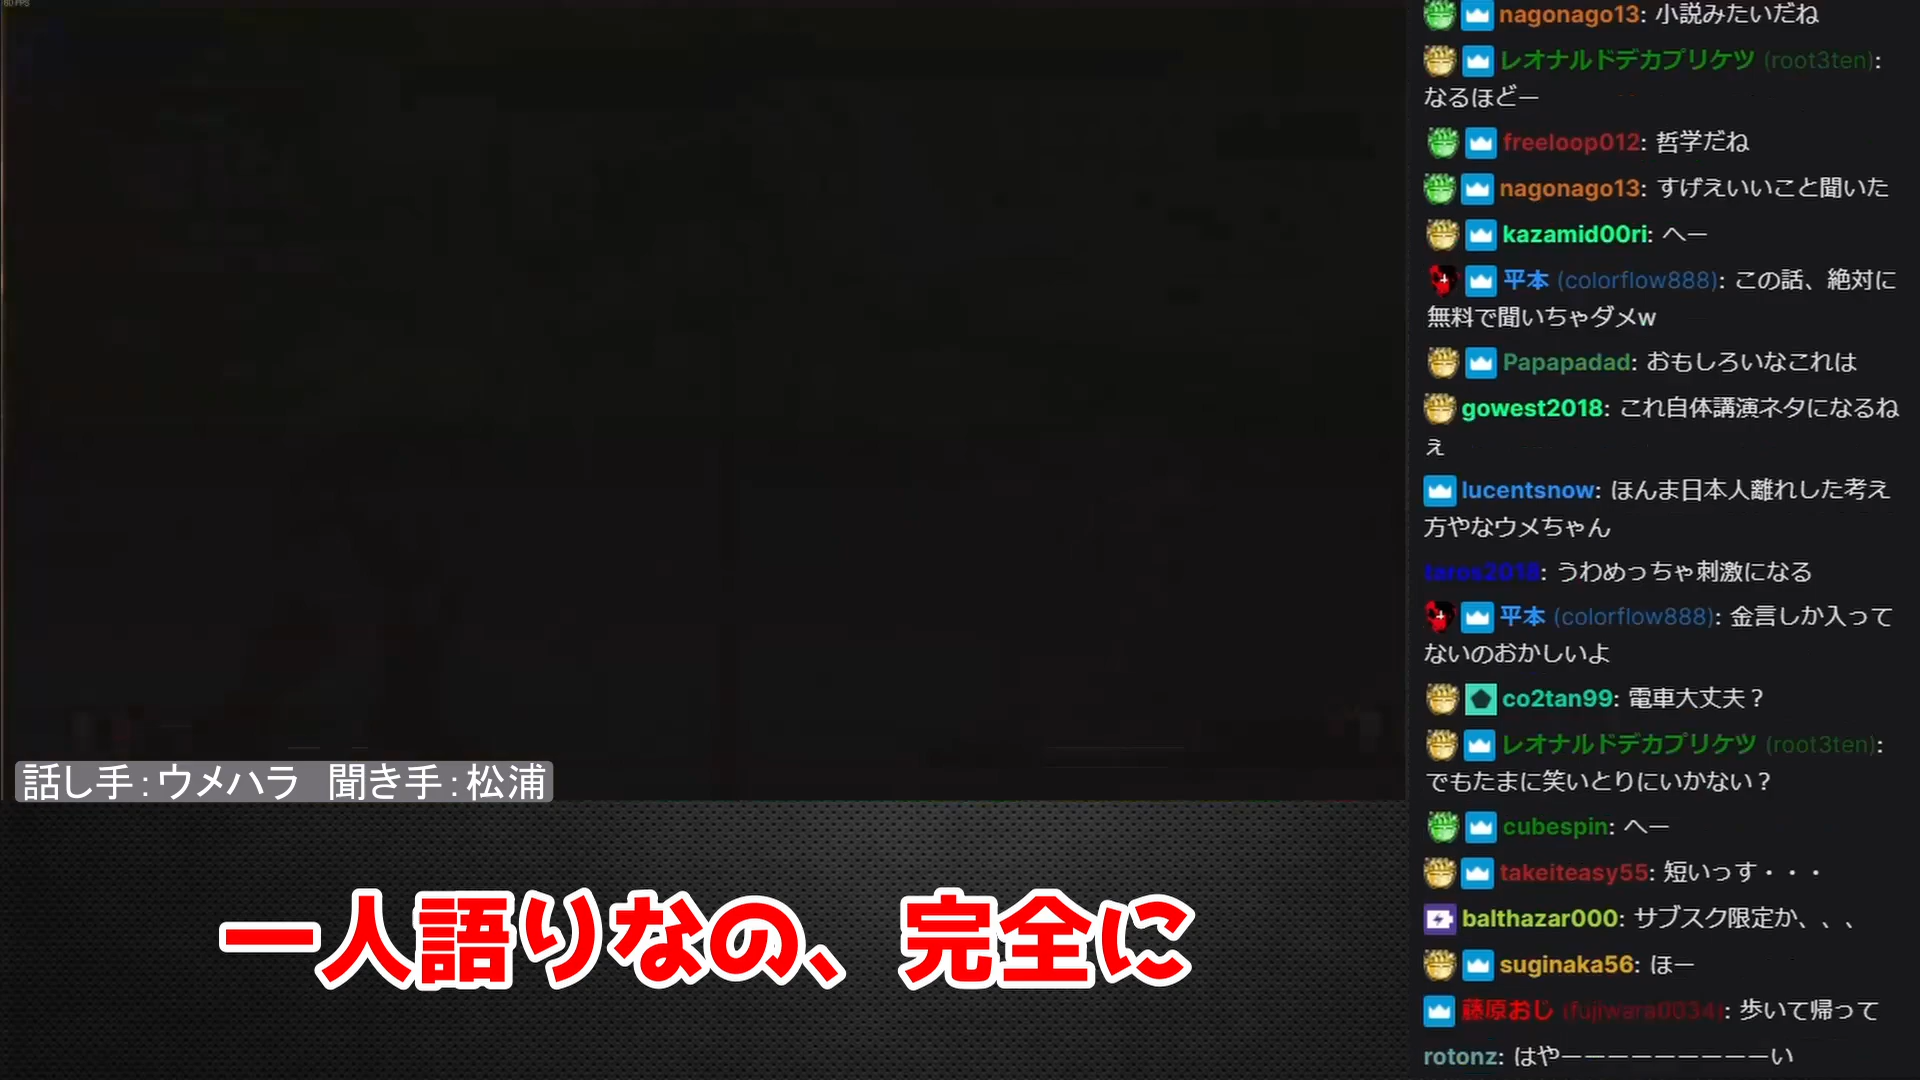 60 FPS
nagonago13: 小説みたいだね
レオナルドデカプリケツ (root3ten):
なるほどー
freeloop012: 哲学だね
nagonago13: すげえいいこと聞いた
kazamid00ri: へー
平本 (colorflow888): この話、絶対に
無料で聞いちゃダメw
Papapadad: おもしろいなこれは
gowest2018: これ自体講演ネタになるね
ぇ
lucentsnow: ほんま日本人離れした考え
方やなウメちゃん
taros2018: うわめっちゃ刺激になる
平本 (colorflow888): 金言しか入って
ないのおかしいよ
co2tan99: 電車大丈夫？
レオナルドデカプリケツ (root3ten):
でもたまに笑いとりにいかない？
cubespin: へー
takeiteasy55: 短いっす・・・
balthazar000: サブスク限定か、、、
suginaka56: ほー
藤原おじ (fujiwara0034): 歩いて帰って
rotonz: はやーーーーーーーーーい
話し手：ウメハラ　聞き手：松浦
一人語りなの、完全に